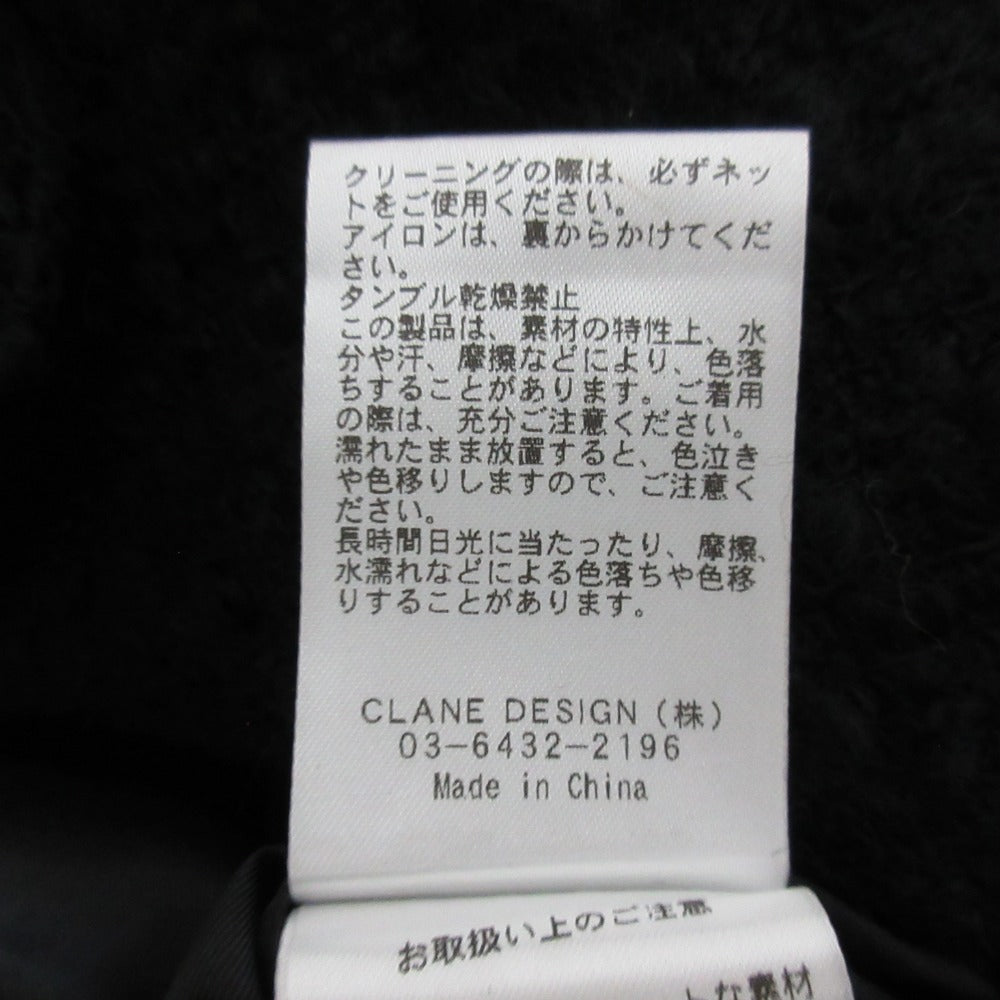 クリーニングの際は、必ずネッ
トをご使用ください。
アイロンは、裏からかけてくだ
さい。
タンブル乾燥禁止
この製品は、素材の特性上、水
分や汗、摩擦などにより、色落
ちすることがあります。ご着用
の際は、充分ご注意ください。
濡れたまま放置すると、色泣き
や色移りしますので、ご注意く
ださい。
長時間日光に当たったり、摩擦、
水濡れなどによる色落ちや色移
りすることがあります。
CLANE DESIGN（株）
03-6432-2196
Made in China
お取扱い上のご注意
な素材